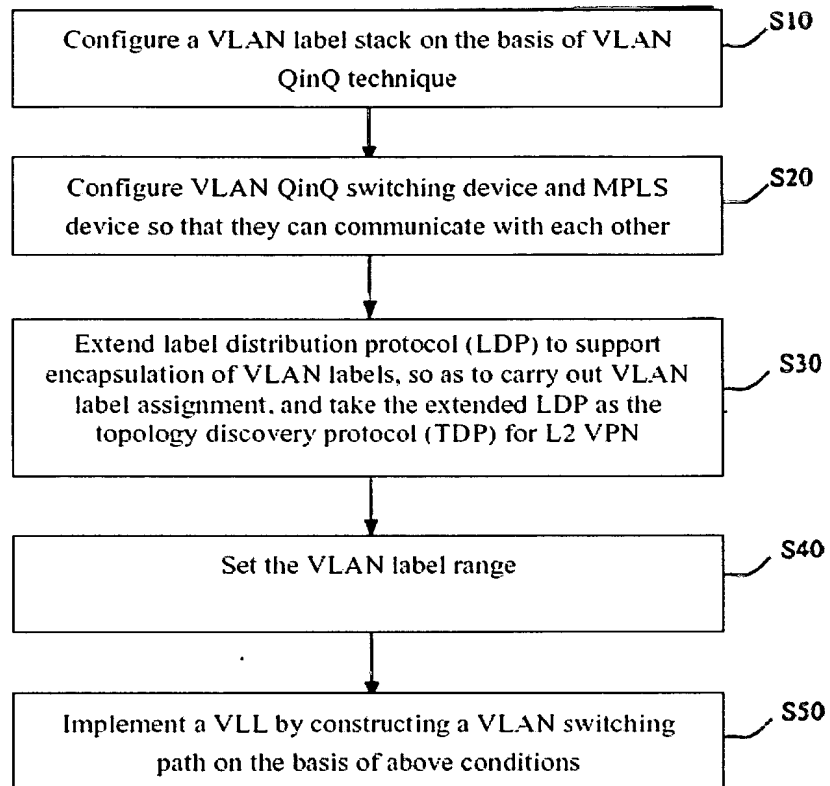 Configure a VLAN label stack on the basis of VLAN
QinQ technique
S10
Configure VLAN QinQ switching device and MPLS
device so that they can communicate with each other
S20
Extend label distribution protocol (LDP) to support
encapsulation of VLAN labels, so as to carry out VLAN
label assignment, and take the extended LDP as the
topology discovery protocol (TDP) for L2 VPN
S30
Set the VLAN label range
S40
Implement a VLL by constructing a VLAN switching
path on the basis of above conditions
S50